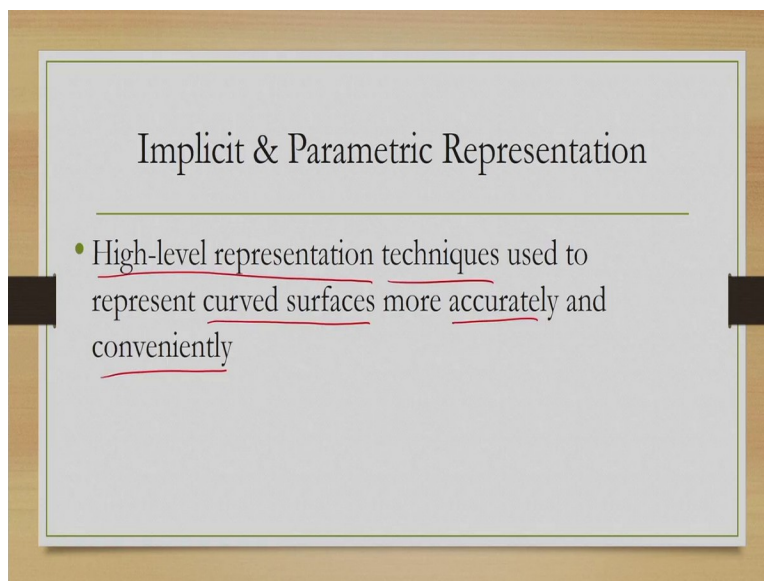 Implicit & Parametric Representation
• High-level representation techniques used to
represent curved surfaces more accurately and
conveniently